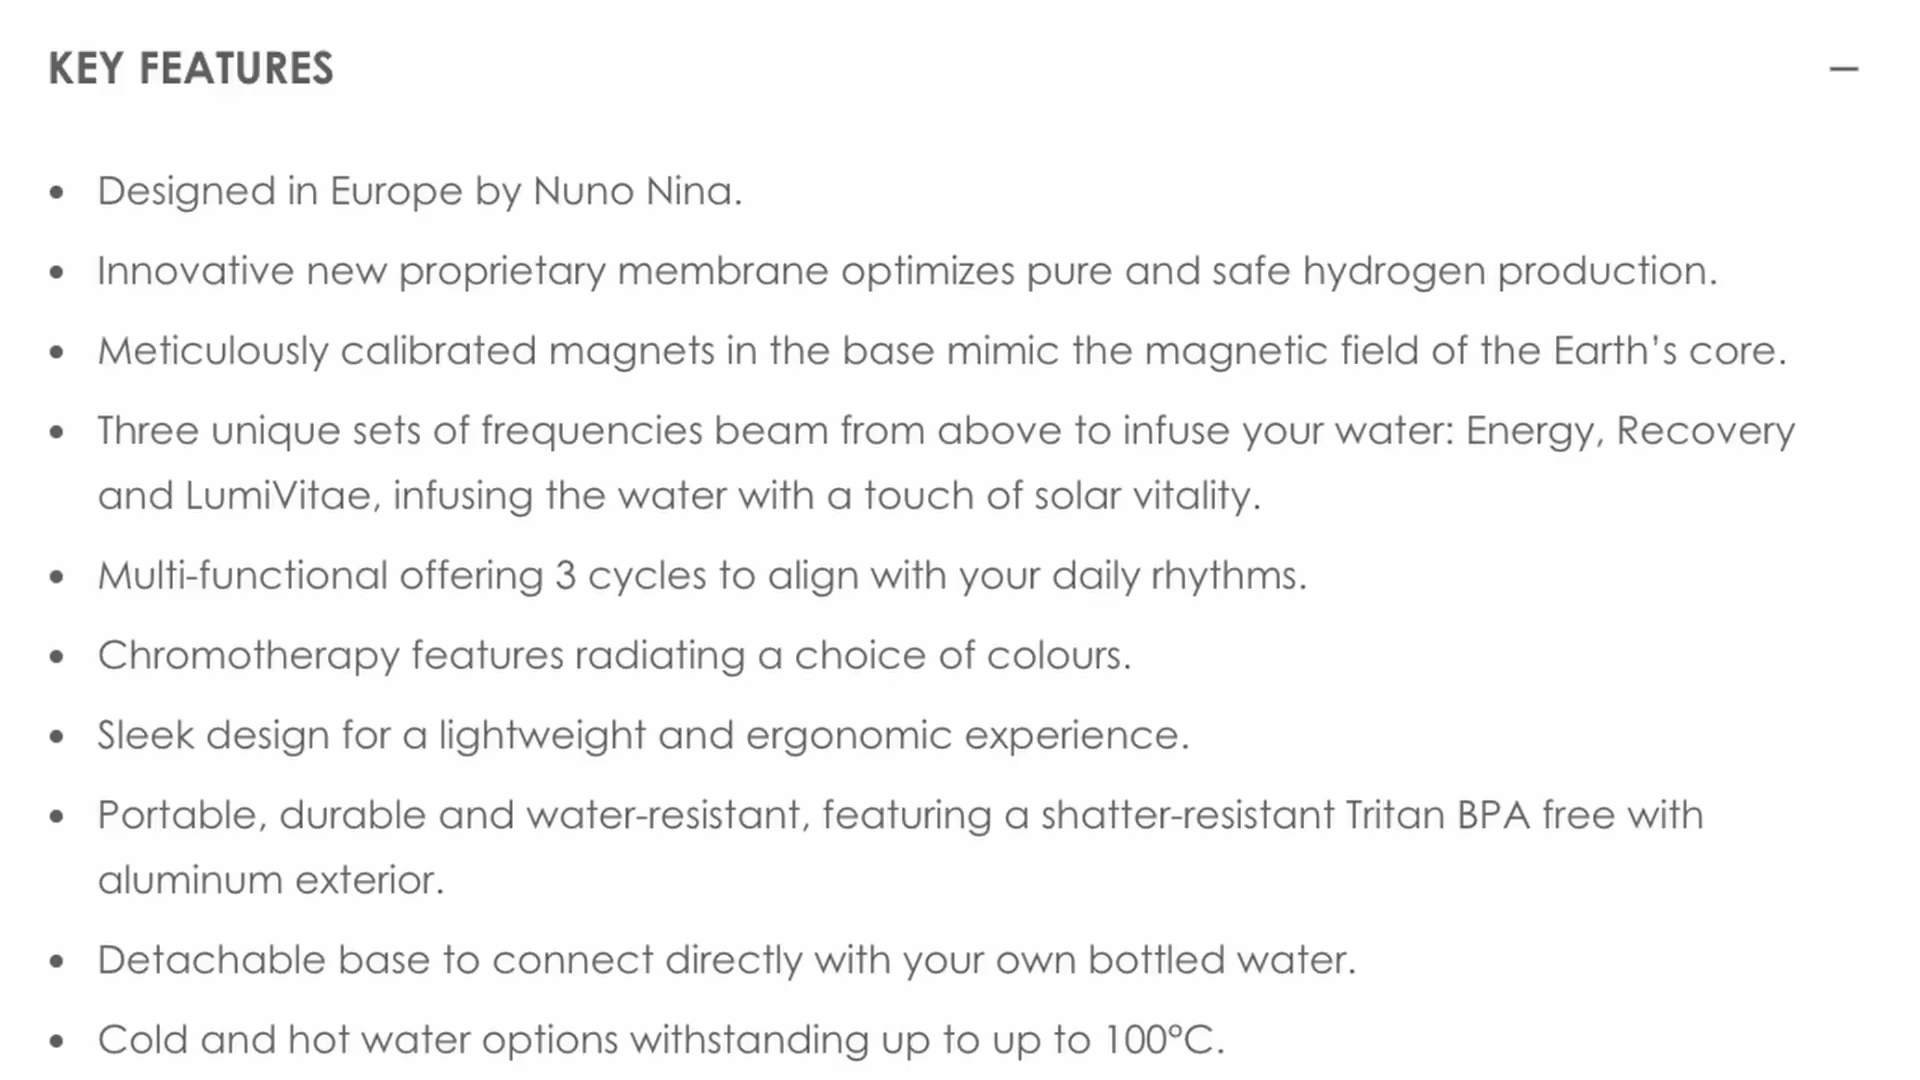 KEY FEATURES
• Designed in Europe by Nuno Nina.
• Innovative new proprietary membrane optimizes pure and safe hydrogen production.
• Meticulously calibrated magnets in the base mimic the magnetic field of the Earth’s core.
• Three unique sets of frequencies beam from above to infuse your water: Energy, Recovery
and LumiVitae, infusing the water with a touch of solar vitality.
• Multi-functional offering 3 cycles to align with your daily rhythms.
• Chromotherapy features radiating a choice of colours.
• Sleek design for a lightweight and ergonomic experience.
• Portable, durable and water-resistant, featuring a shatter-resistant Tritan BPA free with
aluminum exterior.
• Detachable base to connect directly with your own bottled water.
• Cold and hot water options withstanding up to up to 100°C.